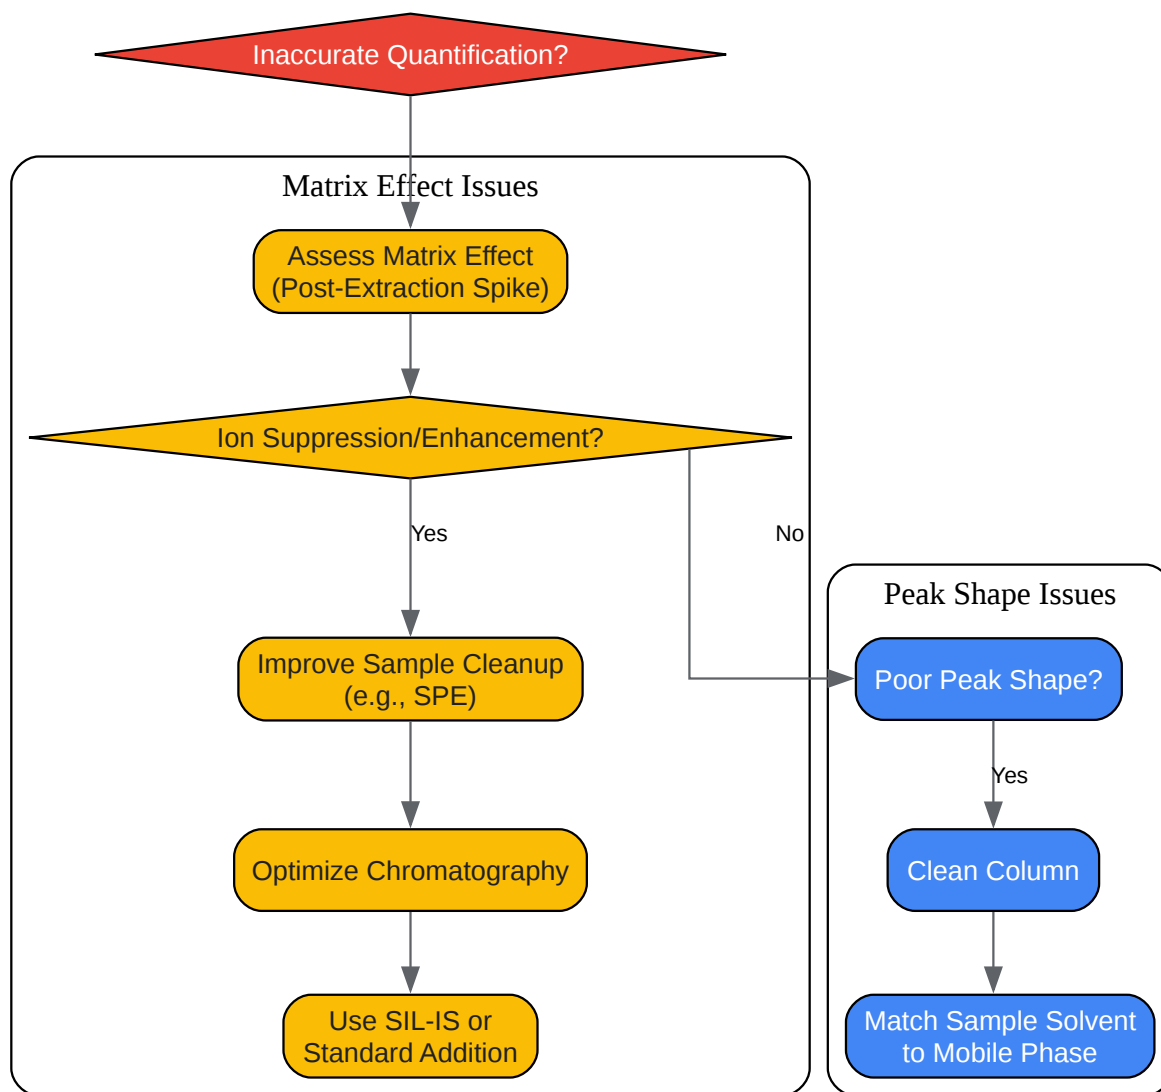 Inaccurate Quantification?
Matrix Effect Issues
Assess Matrix Effect
(Post-Extraction Spike)
Ion Suppression/Enhancement?
Yes
No
Improve Sample Cleanup
(e.g., SPE)
Optimize Chromatography
Use SIL-IS or
Standard Addition
Peak Shape Issues
Poor Peak Shape?
Yes
Clean Column
Match Sample Solvent
to Mobile Phase